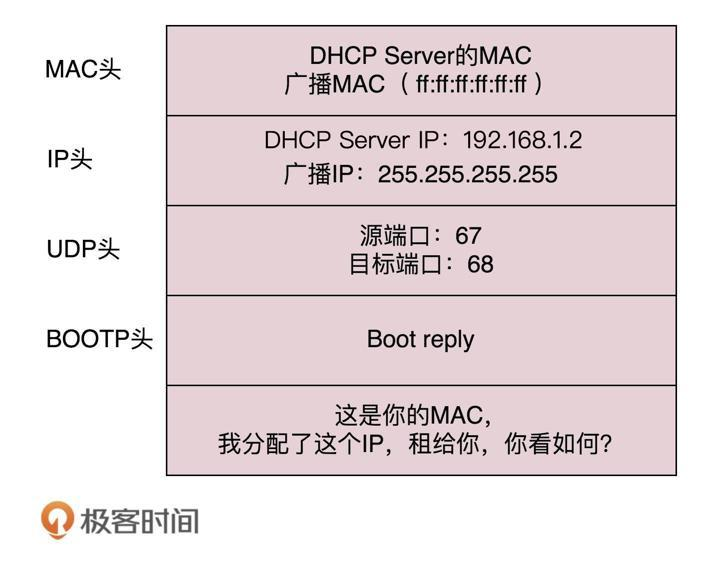 MAC头
DHCP Server的MAC
广播MAC（ff:ff:ff:ff:ff:ff）
IP头
DHCP Server IP：192.168.1.2
广播IP：255.255.255.255
UDP头
源端口：67
目标端口：68
BOOTP头
Boot reply
这是你的MAC，
我分配了这个IP，租给你，你看如何？
极客时间